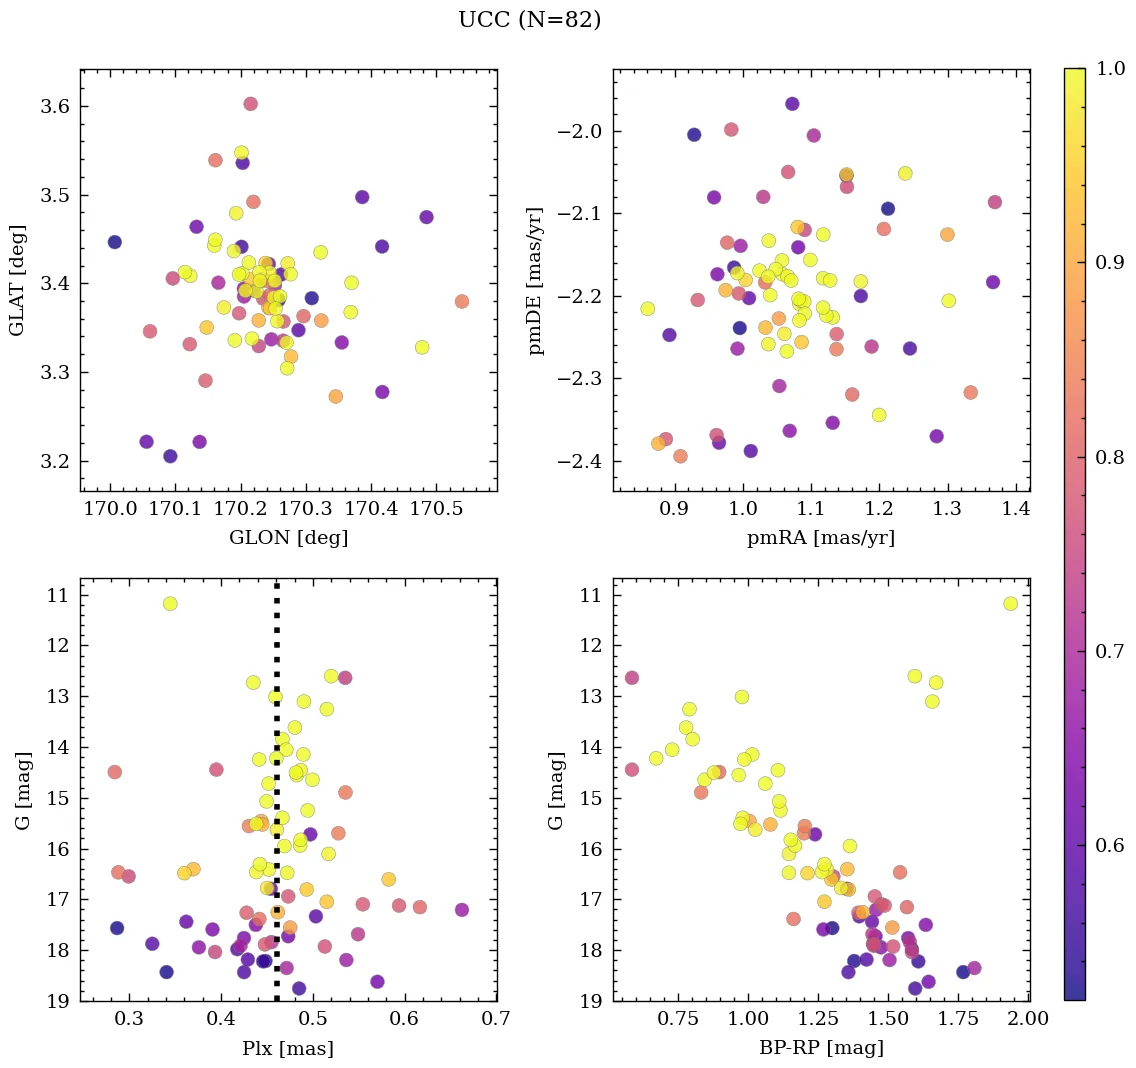 UCC (N=82)
3.6
3.5
3.4
3.3
3.2
GLAT [deg]
170.0 170.1 170.2 170.3 170.4 170.5
GLON [deg]
−2.0
−2.1
−2.2
−2.3
−2.4
pmDE [mas/yr]
0.9 1.0 1.1 1.2 1.3 1.4
pmRA [mas/yr]
11
12
13
14
15
16
17
18
19
G [mag]
0.3 0.4 0.5 0.6 0.7
Plx [mas]
11
12
13
14
15
16
17
18
19
G [mag]
0.75 1.00 1.25 1.50 1.75 2.00
BP-RP [mag]
1.0
0.9
0.8
0.7
0.6